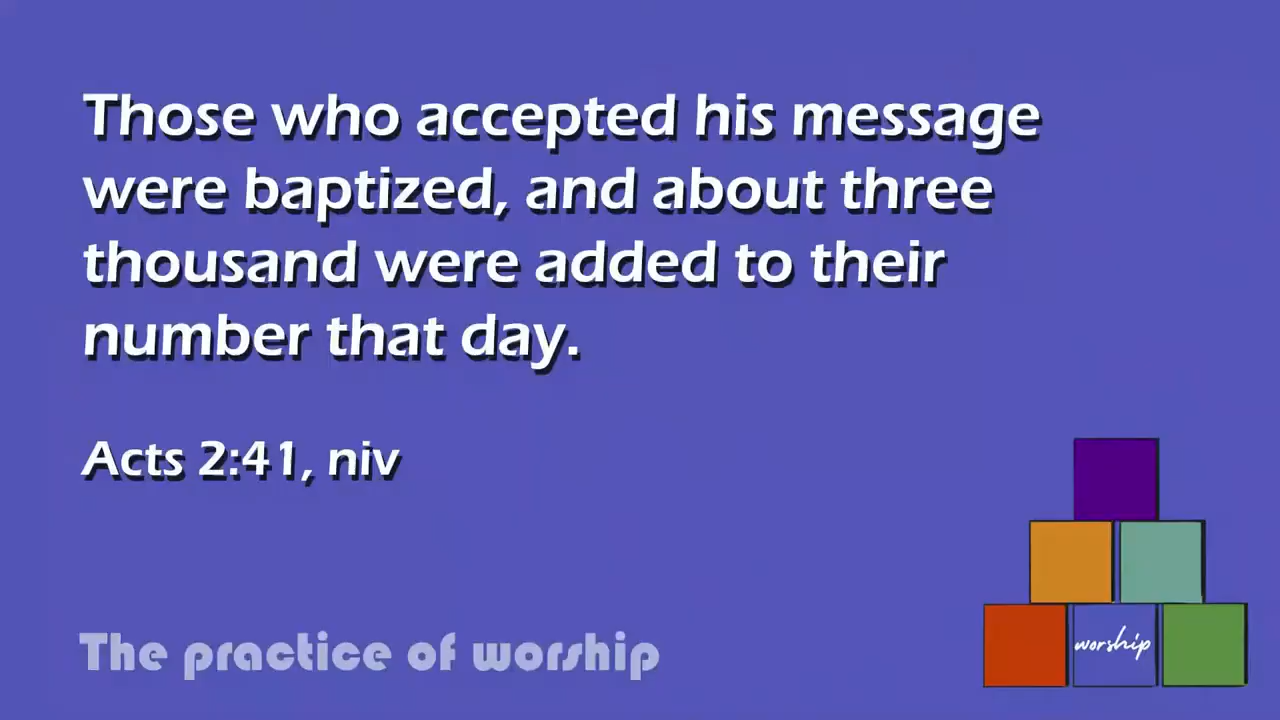 Those who accepted his message
were baptized, and about three
thousand were added to their
number that day.
Acts 2:41, niv
The practice of worship
worship